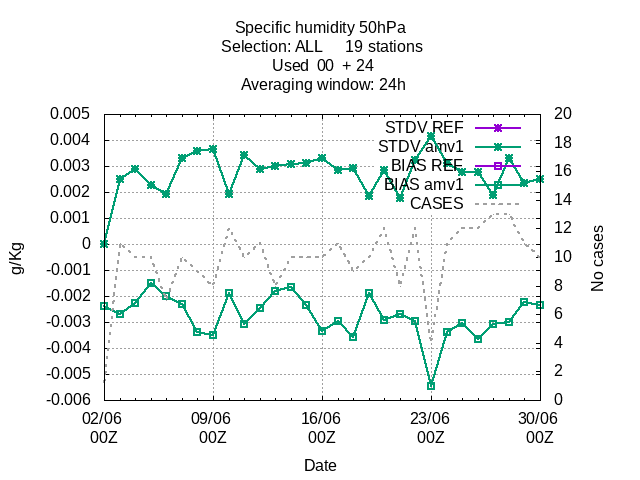 Specific humidity 50hPa
Selection: ALL     19 stations
Used  00  + 24
Averaging window: 24h
0.005
0.004
0.003
0.002
0.001
0
-0.001
-0.002
-0.003
-0.004
-0.005
-0.006
g/Kg
STDV REF
STDV amv1
BIAS REF
BIAS amv1
CASES
20
18
16
14
12
10
8
6
4
2
0
No cases
02/06 09/06 16/06 23/06 30/06
00Z 00Z 00Z 00Z 00Z
Date